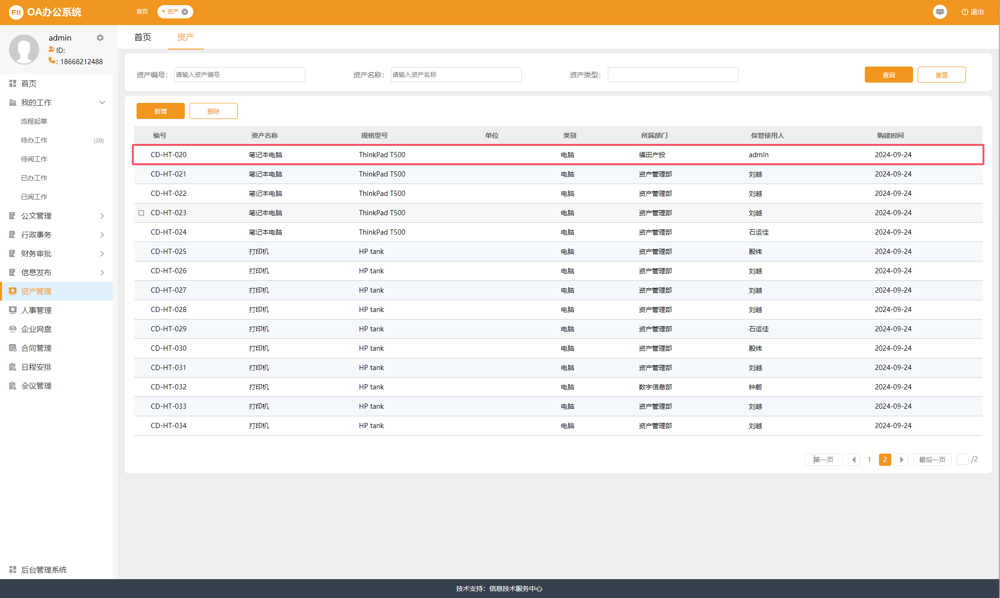 FII OA办公系统 首页 资产 退出
admin
ID:
: 18668212488
首页 资产
首页
我的工作
流程起草
待办工作 (28)
待阅工作
已办工作
已阅工作
公文管理
行政事务
财务审批
信息发布
资产管理
人事管理
企业网盘
合同管理
日程安排
会议管理
后台管理系统
资产编号: 请输入资产编号 资产名称: 请输入资产名称 资产类型: 查询 重置
新增 删除
编号 资产名称 规格型号 单位 类别 所属部门 保管使用人 购建时间
CD-HT-020 笔记本电脑 ThinkPad T500 电脑 福田产投 admin 2024-09-24
CD-HT-021 笔记本电脑 ThinkPad T500 电脑 资产管理部 刘越 2024-09-24
CD-HT-022 笔记本电脑 ThinkPad T500 电脑 资产管理部 刘越 2024-09-24
CD-HT-023 笔记本电脑 ThinkPad T500 电脑 资产管理部 刘越 2024-09-24
CD-HT-024 笔记本电脑 ThinkPad T500 电脑 资产管理部 石运佳 2024-09-24
CD-HT-025 打印机 HP tank 电脑 资产管理部 殷炜 2024-09-24
CD-HT-026 打印机 HP tank 电脑 资产管理部 刘越 2024-09-24
CD-HT-027 打印机 HP tank 电脑 资产管理部 刘越 2024-09-24
CD-HT-028 打印机 HP tank 电脑 资产管理部 刘越 2024-09-24
CD-HT-029 打印机 HP tank 电脑 资产管理部 石运佳 2024-09-24
CD-HT-030 打印机 HP tank 电脑 资产管理部 殷炜 2024-09-24
CD-HT-031 打印机 HP tank 电脑 资产管理部 刘越 2024-09-24
CD-HT-032 打印机 HP tank 电脑 数字信息部 钟毅 2024-09-24
CD-HT-033 打印机 HP tank 电脑 资产管理部 刘越 2024-09-24
CD-HT-034 打印机 HP tank 电脑 资产管理部 刘越 2024-09-24
第一页 1 2 最后一页 /2
技术支持：信息技术服务中心